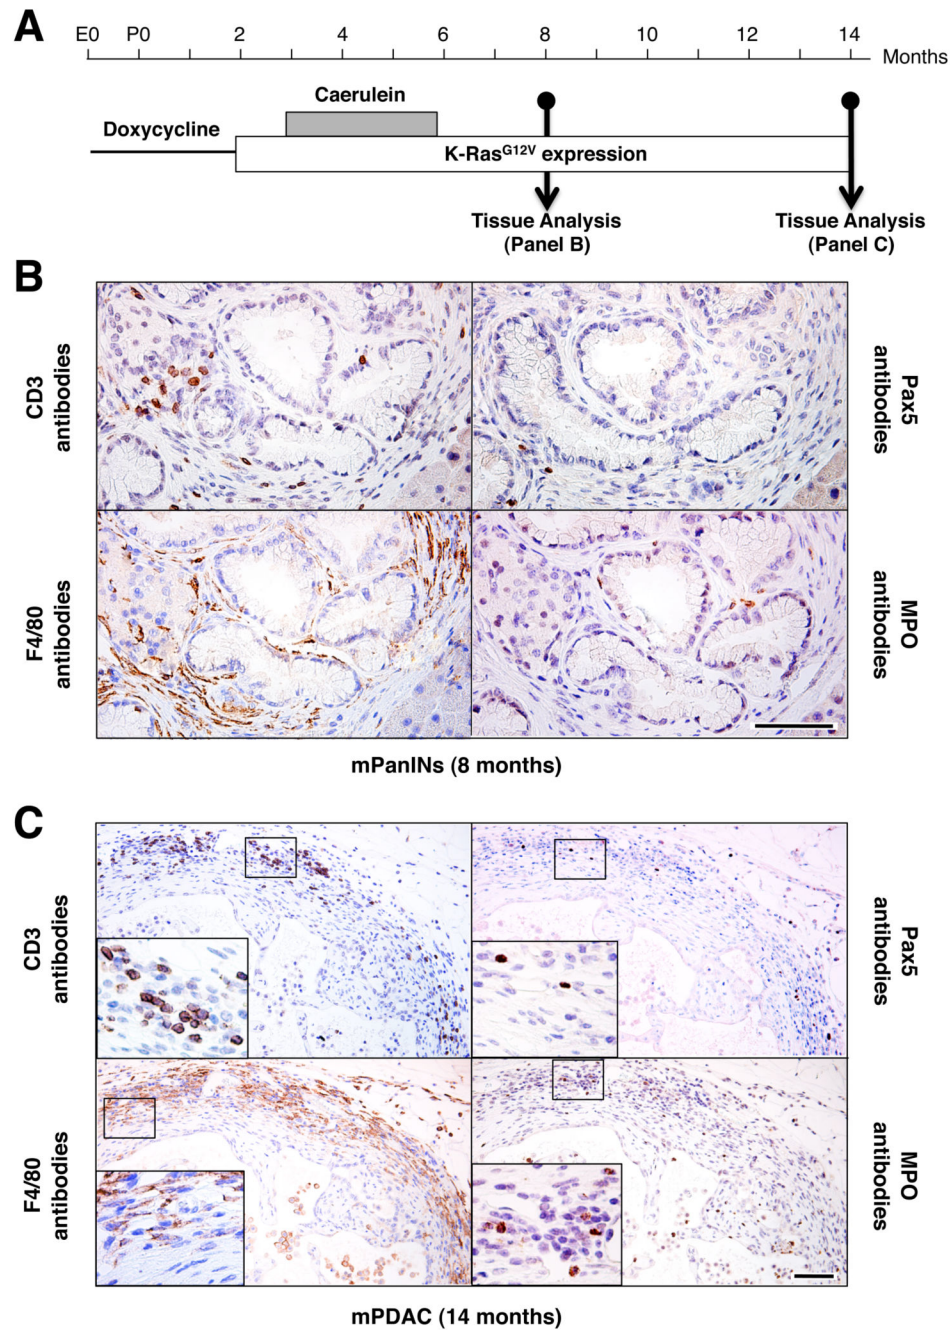 A
E0 P0 2 4 6 8 10 12 14
Months
Caerulein
Doxycycline
K-RasG12V expression
Tissue Analysis
(Panel B)
Tissue Analysis
(Panel C)
B
CD3
antibodies
Pax5
antibodies
F4/80
antibodies
MPO
antibodies
mPanINs (8 months)
C
CD3
antibodies
Pax5
antibodies
F4/80
antibodies
MPO
antibodies
mPDAC (14 months)